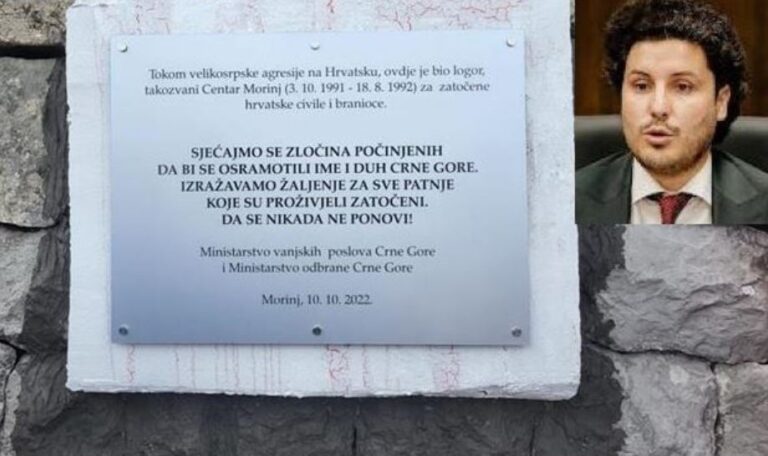 Tokom velikosrpske agresije na Hrvatsku, ovdje je bio logor,
takozvani Centar Morinj (3. 10. 1991 - 18. 8. 1992) za zatočene
hrvatske civile i branioce.
SJEĆAJMO SE ZLOČINA POČINJENIH
DA BI SE OSRAMOTILI IME I DUH CRNE GORE.
IZRAŽAVAMO ŽALJENJE ZA SVE PATNJE
KOJE SU PROŽIVJELI ZATOČENI.
DA SE NIKADA NE PONOVI!
Ministarstvo vanjskih poslova Crne Gore
i Ministarstvo odbrane Crne Gore
Morinj, 10. 10. 2022.